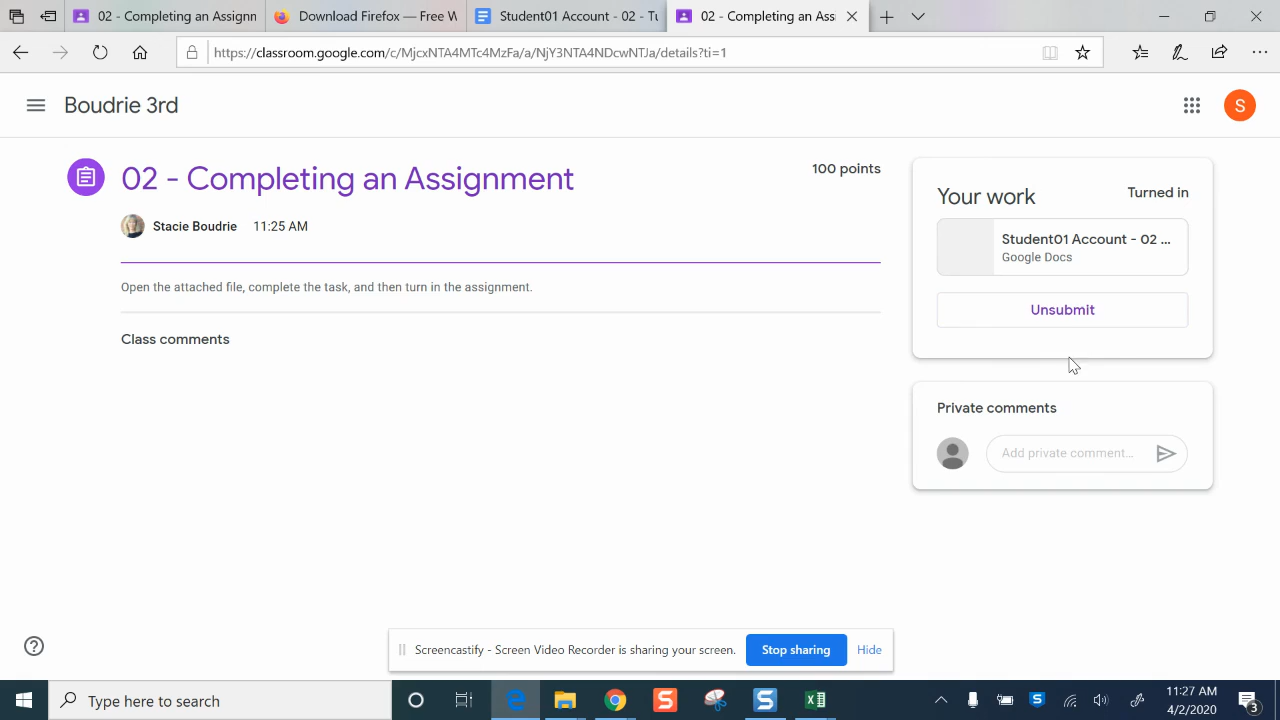 02 - Completing an Assignm
Download Firefox — Free W
Student01 Account - 02 - Tu
02 - Completing an Assi
https://classroom.google.com/c/MjcxNTA4MTc4MzFa/a/NjY3NTA4NDcwNTJa/details?ti=1
Boudrie 3rd
S
02 - Completing an Assignment
100 points
Stacie Boudrie 11:25 AM
Open the attached file, complete the task, and then turn in the assignment.
Class comments
Your work
Turned in
Student01 Account - 02 ...
Google Docs
Unsubmit
Private comments
Add private comment...
Screencastify - Screen Video Recorder is sharing your screen.
Stop sharing
Hide
Type here to search
11:27 AM
4/2/2020
3